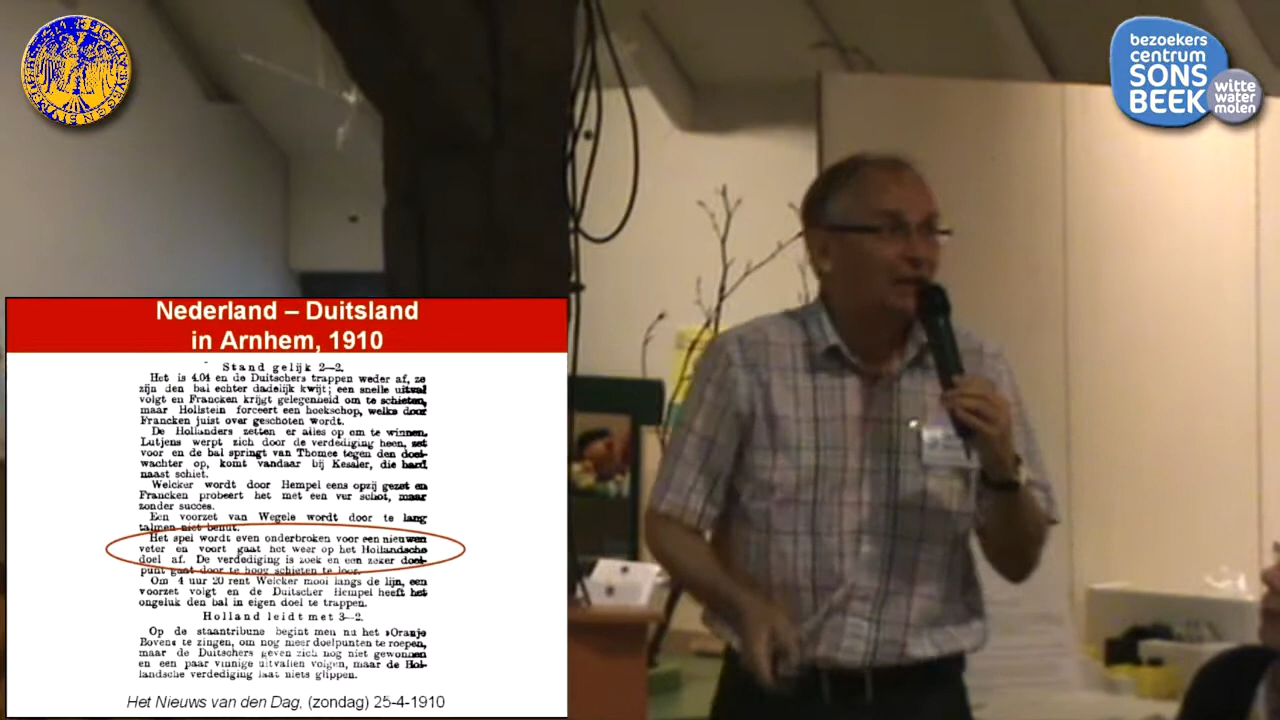 bezoekers
centrum
SONS
BEEK
witte
water
molen
Nederland – Duitsland
in Arnhem, 1910
Stand gelijk 2—2.
Het is 4.04 en de Duitschers trappen weder af, ze
zijn den bal echter dadelijk kwijt; een snelle uitval
volgt en Francken krijgt gelegenheid om te schieten,
maar Hollstein forceert een hoekschop, welke door
Francken juist over geschoten wordt.
De Hollanders zetten er alles op om te winnen.
Lutjens werpt zich door de verdediging heen, zet
voor en de bal springt van Thomee tegen den doel-
wachter op, komt vandaar bij Kessler, die hard
naast schiet.
Welcker wordt door Hempel eens opzij gezet en
Francken probeert het met een ver schot, maar
zonder succes.
Een voorzet van Wegele wordt door te lang
talmen niet benut.
Het spel wordt even onderbroken voor een nieuwen
veter en voort gaat het weer op het Hollandsche
doel af. De verdediging is zoek en een zeker doel-
punt gaat door te hoog schieten te loor.
Om 4 uur 20 rent Welcker mooi langs de lijn, een
voorzet volgt en de Duitscher Hempel heeft het
ongeluk den bal in eigen doel te trappen.
Holland leidt met 3—2.
Op de staantribune begint men nu het »Oranje
Boven« te zingen, om nog meer doelpunten te roepen,
maar de Duitschers geven zich nog niet gewonnen
en een paar vinnige uitvallen volgen, maar de Hol-
landsche verdediging laat niets glippen.
Het Nieuws van den Dag, (zondag) 25-4-1910